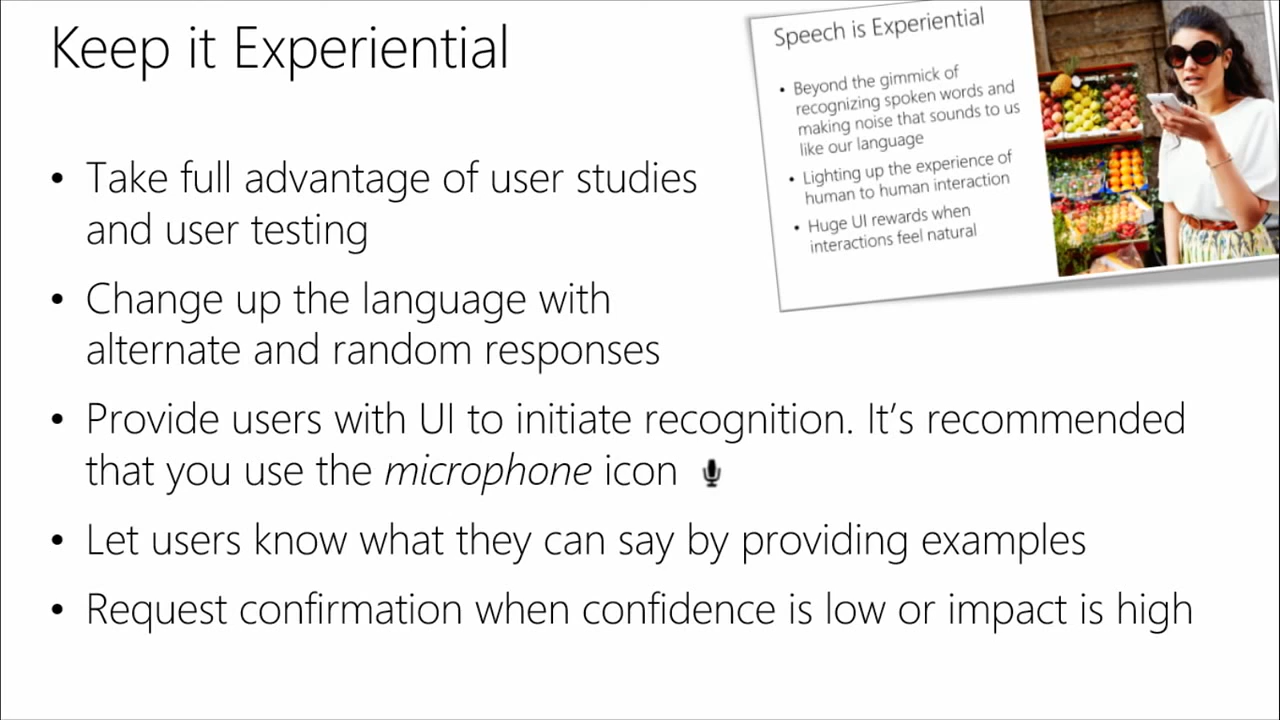 Keep it Experiential
• Take full advantage of user studies
and user testing
• Change up the language with
alternate and random responses
• Provide users with UI to initiate recognition. It's recommended
that you use the microphone icon
• Let users know what they can say by providing examples
• Request confirmation when confidence is low or impact is high
Speech is Experiential
• Beyond the gimmick of
recognizing spoken words and
making noise that sounds to us
like our language
• Lighting up the experience of
human to human interaction
• Huge UI rewards when
interactions feel natural